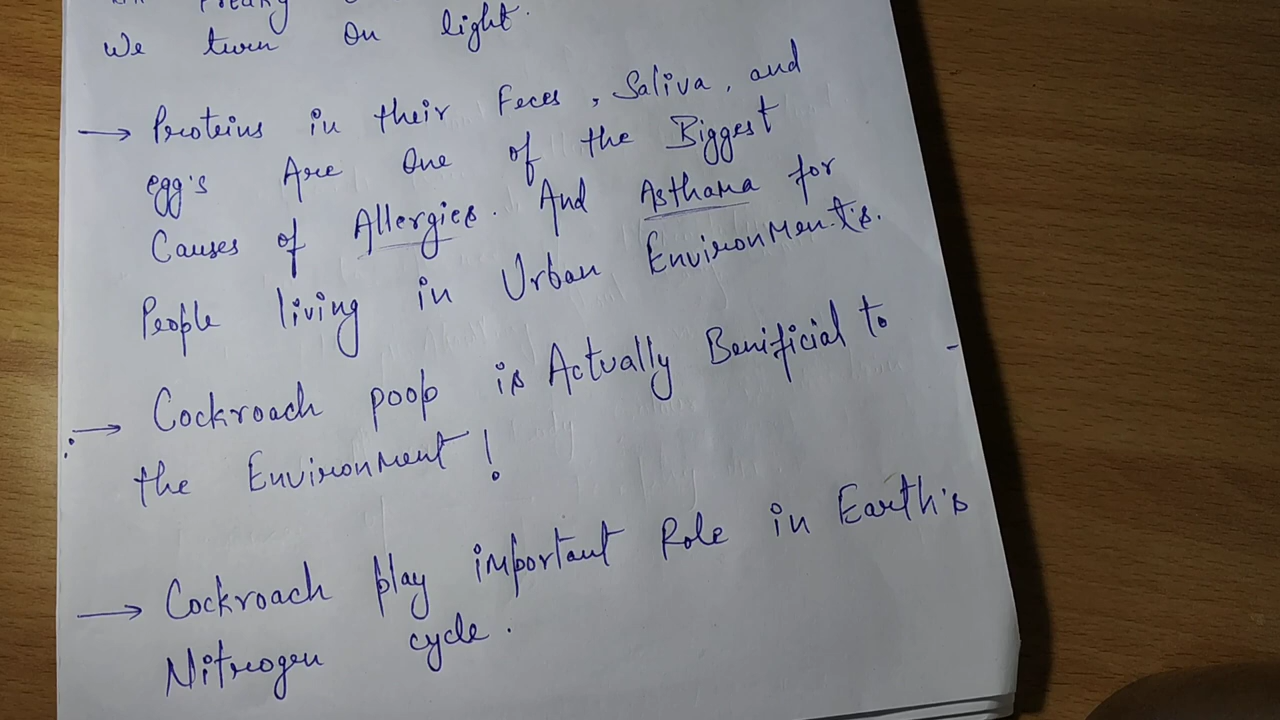 We turn on light.
→ Proteins in their Feces, Saliva, and
egg's Are One of the Biggest
Causes of Allergies. And Asthama for
People living in Urban Environment's.
→ Cockroach poop is Actually Benificial to
the Environment!
→ Cockroach play important Role in Earth's
Nitrogen cycle.